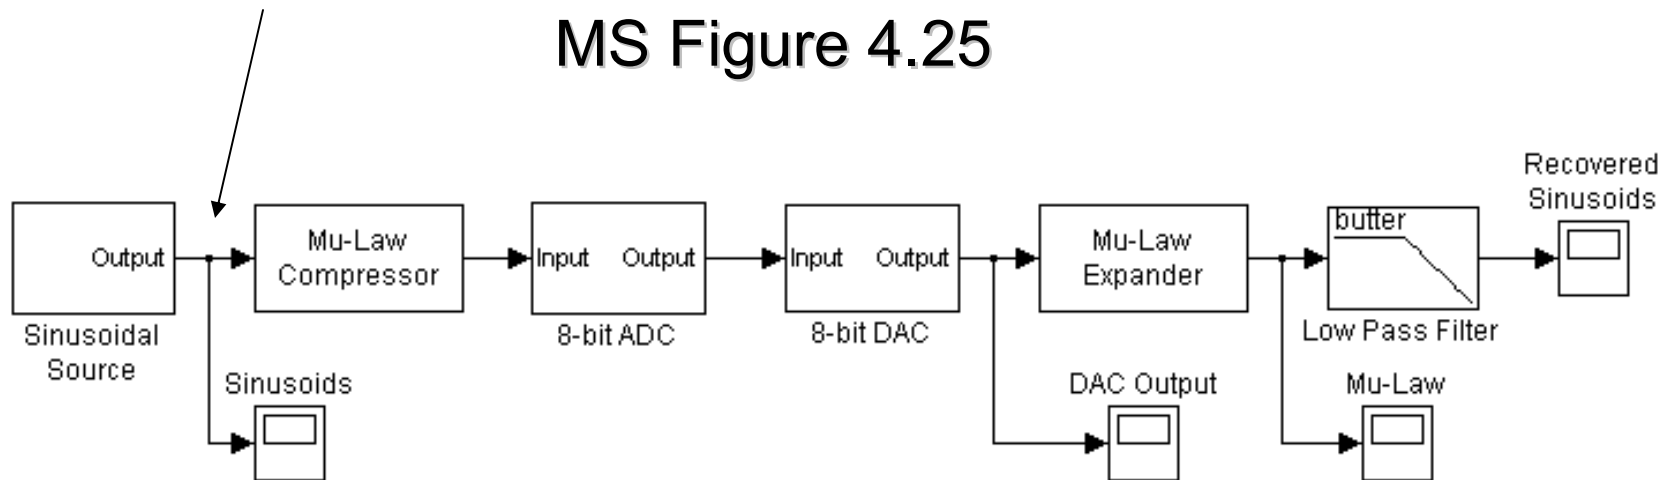 MS Figure 4.25
Recovered
Sinusoids
Output
Mu-Law
Compressor
Input Output
Input Output
Mu-Law
Expander
butter
Sinusoidal
Source
8-bit ADC
8-bit DAC
Low Pass Filter
Sinusoids
DAC Output
Mu-Law